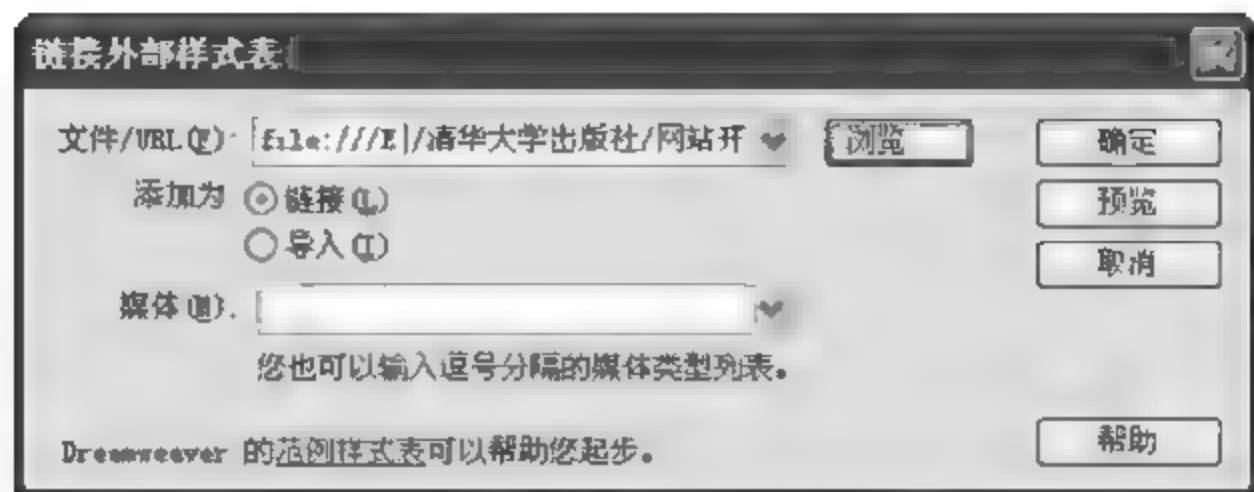 链接外部样式表
文件/URL(F): file:///E|/清华大学出版社/网站开 浏览 确定
添加为 链接(L) 预览
导入(I) 取消
媒体(M):
您也可以输入逗号分隔的媒体类型列表。
Dreamweaver 的范例样式表可以帮助您起步。 帮助